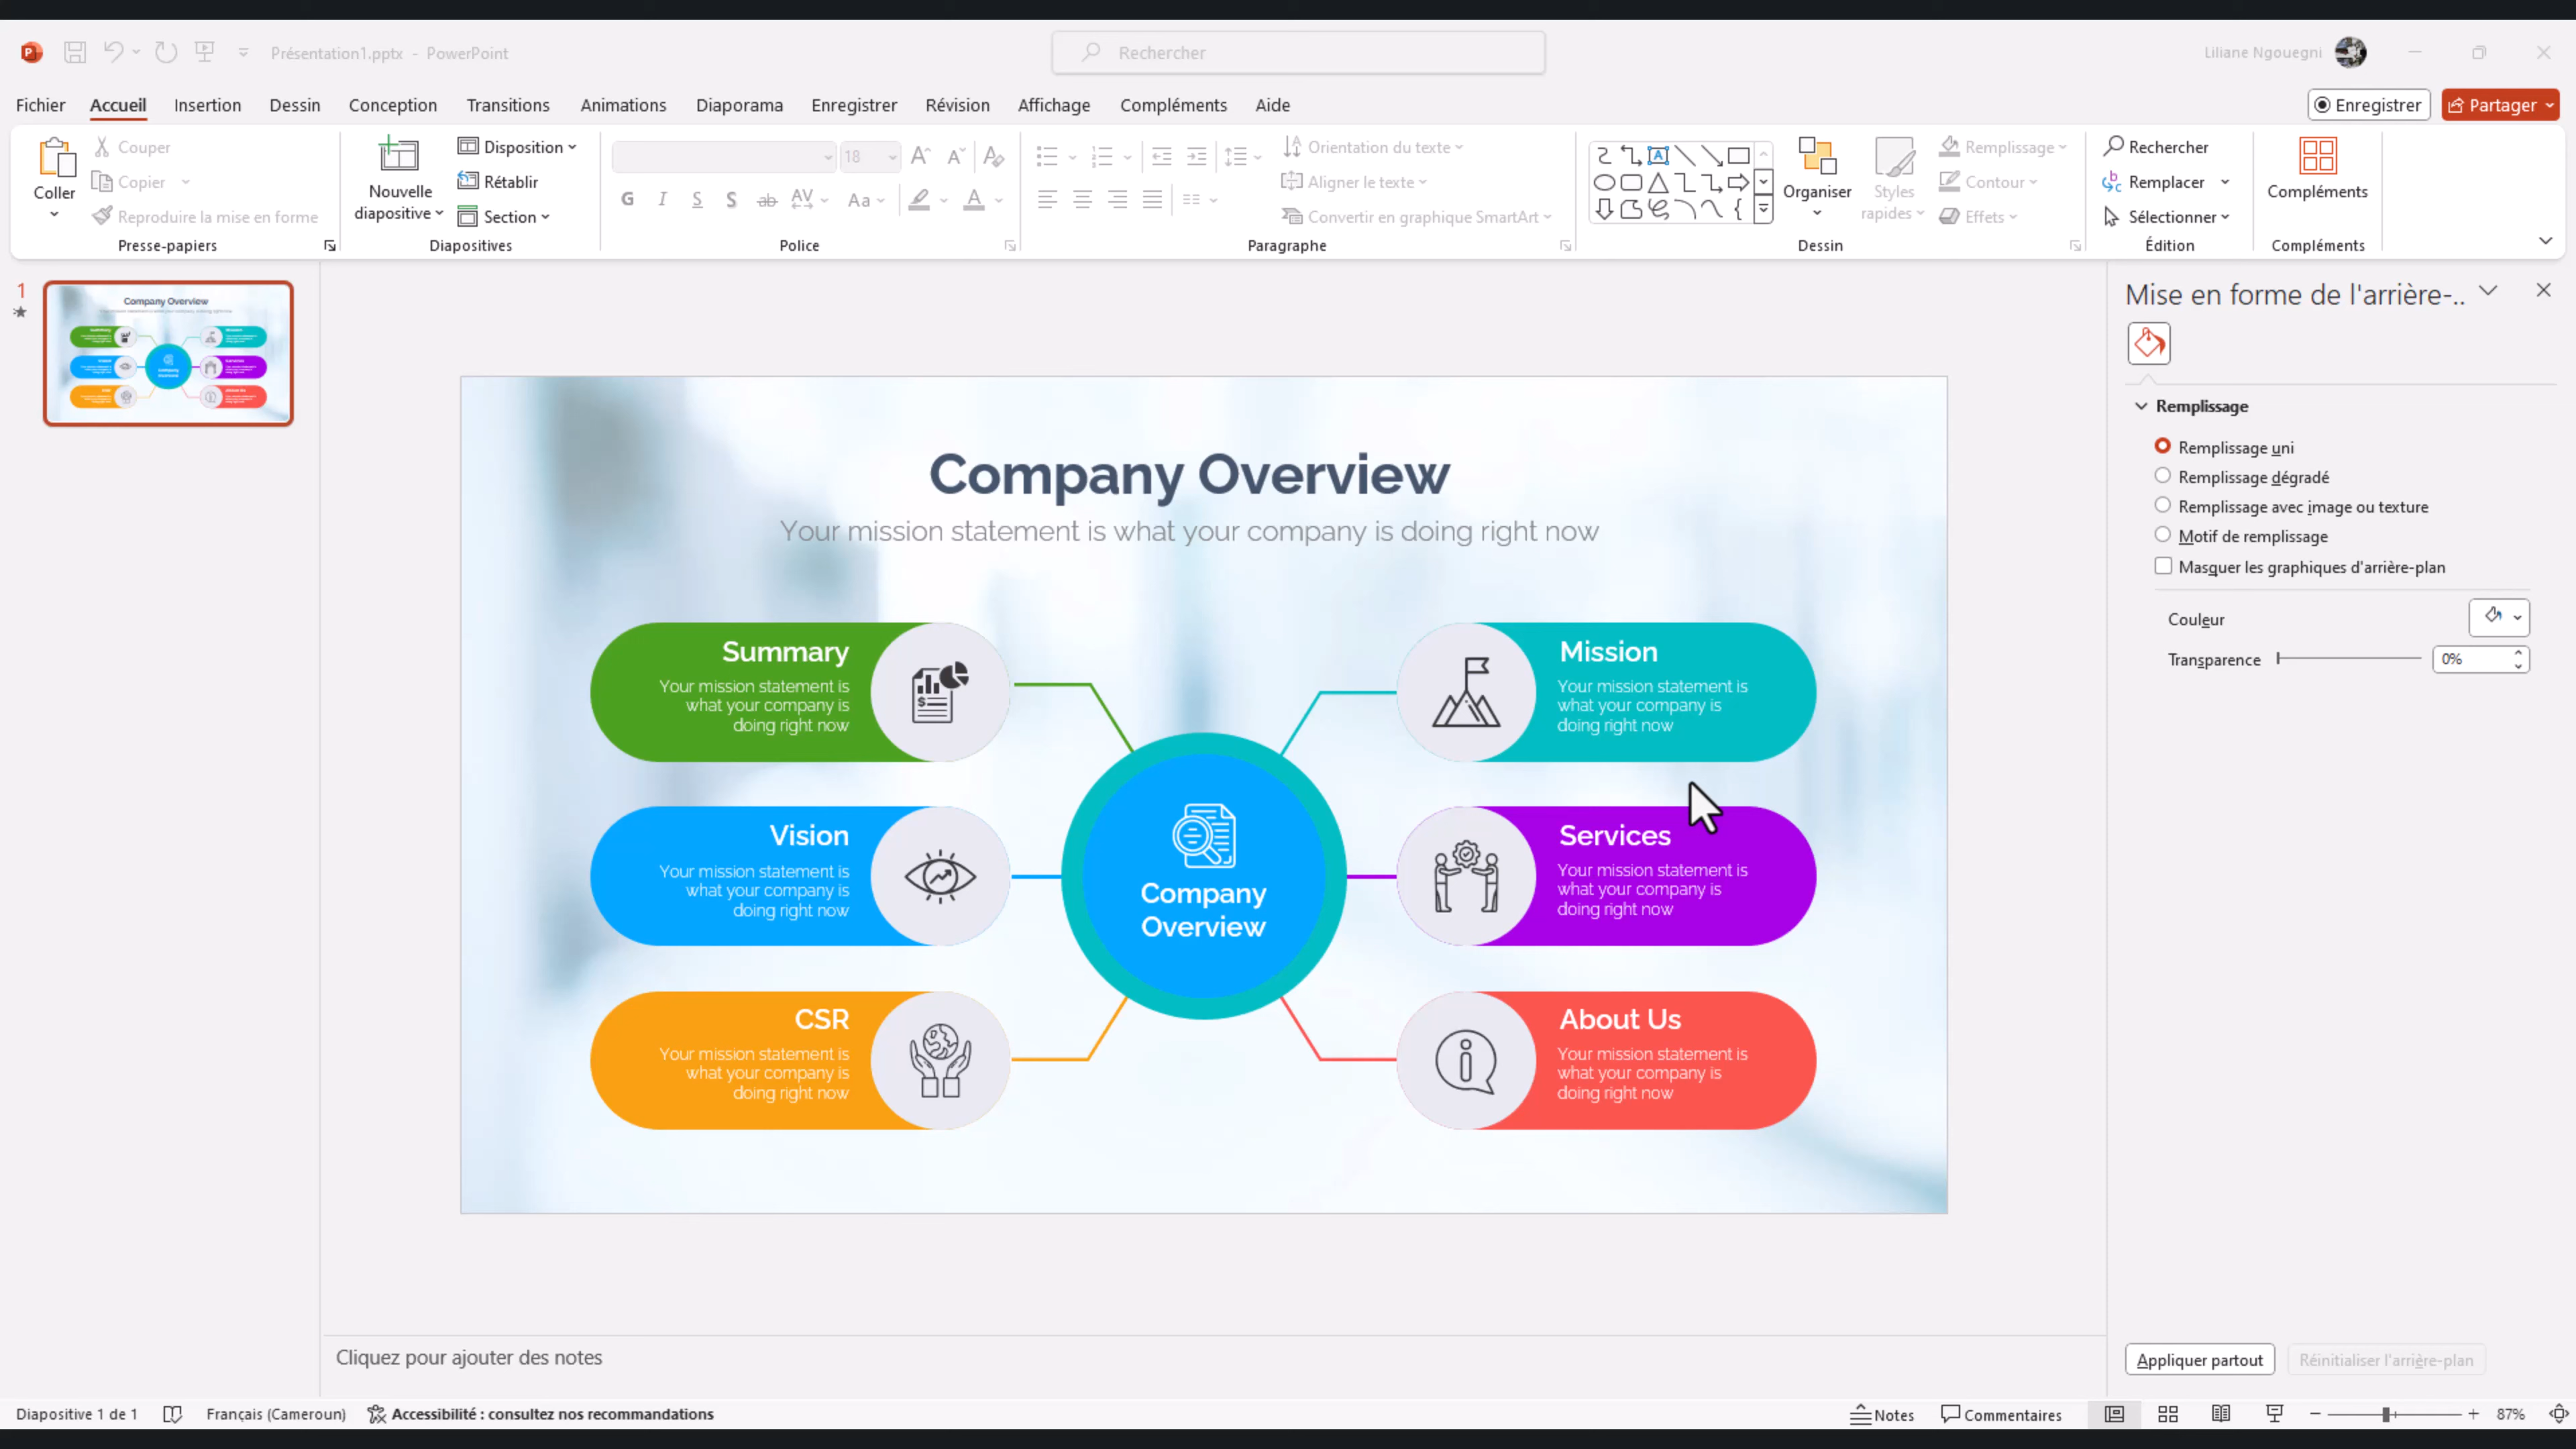 Présentation1.pptx - PowerPoint
Rechercher
Liliane Ngouegni
Fichier Accueil Insertion Dessin Conception Transitions Animations Diaporama Enregistrer Révision Affichage Compléments Aide
Enregistrer
Partager
Coller
Couper
Copier
Reproduire la mise en forme
Presse-papiers
Nouvelle
diapositive
Disposition
Rétablir
Section
Diapositives
18
Police
Orientation du texte
Aligner le texte
Convertir en graphique SmartArt
Paragraphe
Organiser
Styles
rapides
Remplissage
Contour
Effets
Dessin
Rechercher
Remplacer
Sélectionner
Édition
Compléments
Compléments
1
Company Overview
Company Overview
Your mission statement is what your company is doing right now
Summary
Your mission statement is
what your company is
doing right now
Vision
Your mission statement is
what your company is
doing right now
CSR
Your mission statement is
what your company is
doing right now
Company
Overview
Mission
Your mission statement is
what your company is
doing right now
Services
Your mission statement is
what your company is
doing right now
About Us
Your mission statement is
what your company is
doing right now
Mise en forme de l'arrière-..
Remplissage
Remplissage uni
Remplissage dégradé
Remplissage avec image ou texture
Motif de remplissage
Masquer les graphiques d'arrière-plan
Couleur
Transparence
0%
Appliquer partout
Réinitialiser l'arrière-plan
Cliquez pour ajouter des notes
Diapositive 1 de 1
Français (Cameroun)
Accessibilité : consultez nos recommandations
Notes
Commentaires
87%